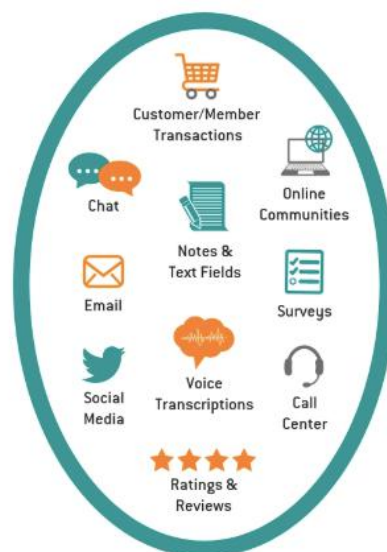 Customer/Member
Transactions
Chat
Online
Communities
Notes &
Text Fields
Email
Surveys
Social
Media
Voice
Transcriptions
Call
Center
Ratings &
Reviews